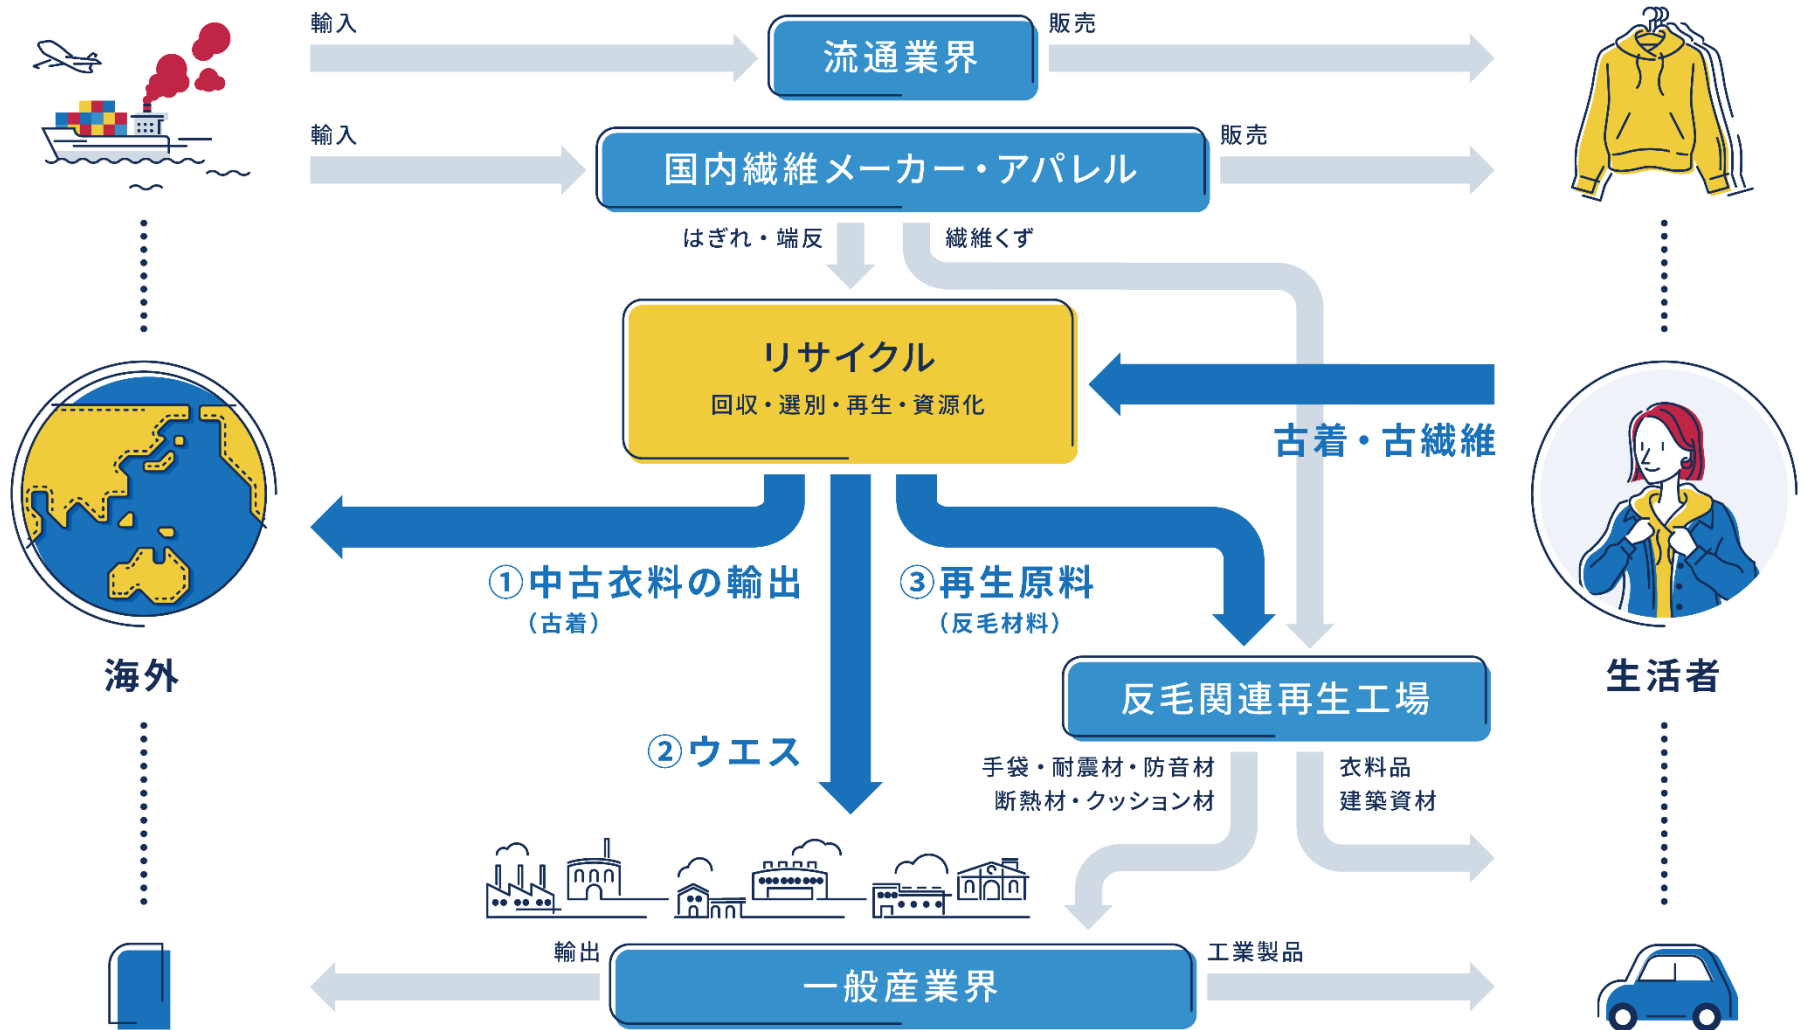 輸入
流通業界
販売
輸入
国内繊維メーカー・アパレル
販売
はぎれ・端反
繊維くず
リサイクル
回収・選別・再生・資源化
古着・古繊維
①中古衣料の輸出
（古着）
③再生原料
（反毛材料）
海外
生活者
反毛関連再生工場
②ウエス
手袋・耐震材・防音材
断熱材・クッション材
衣料品
建築資材
輸出
一般産業界
工業製品